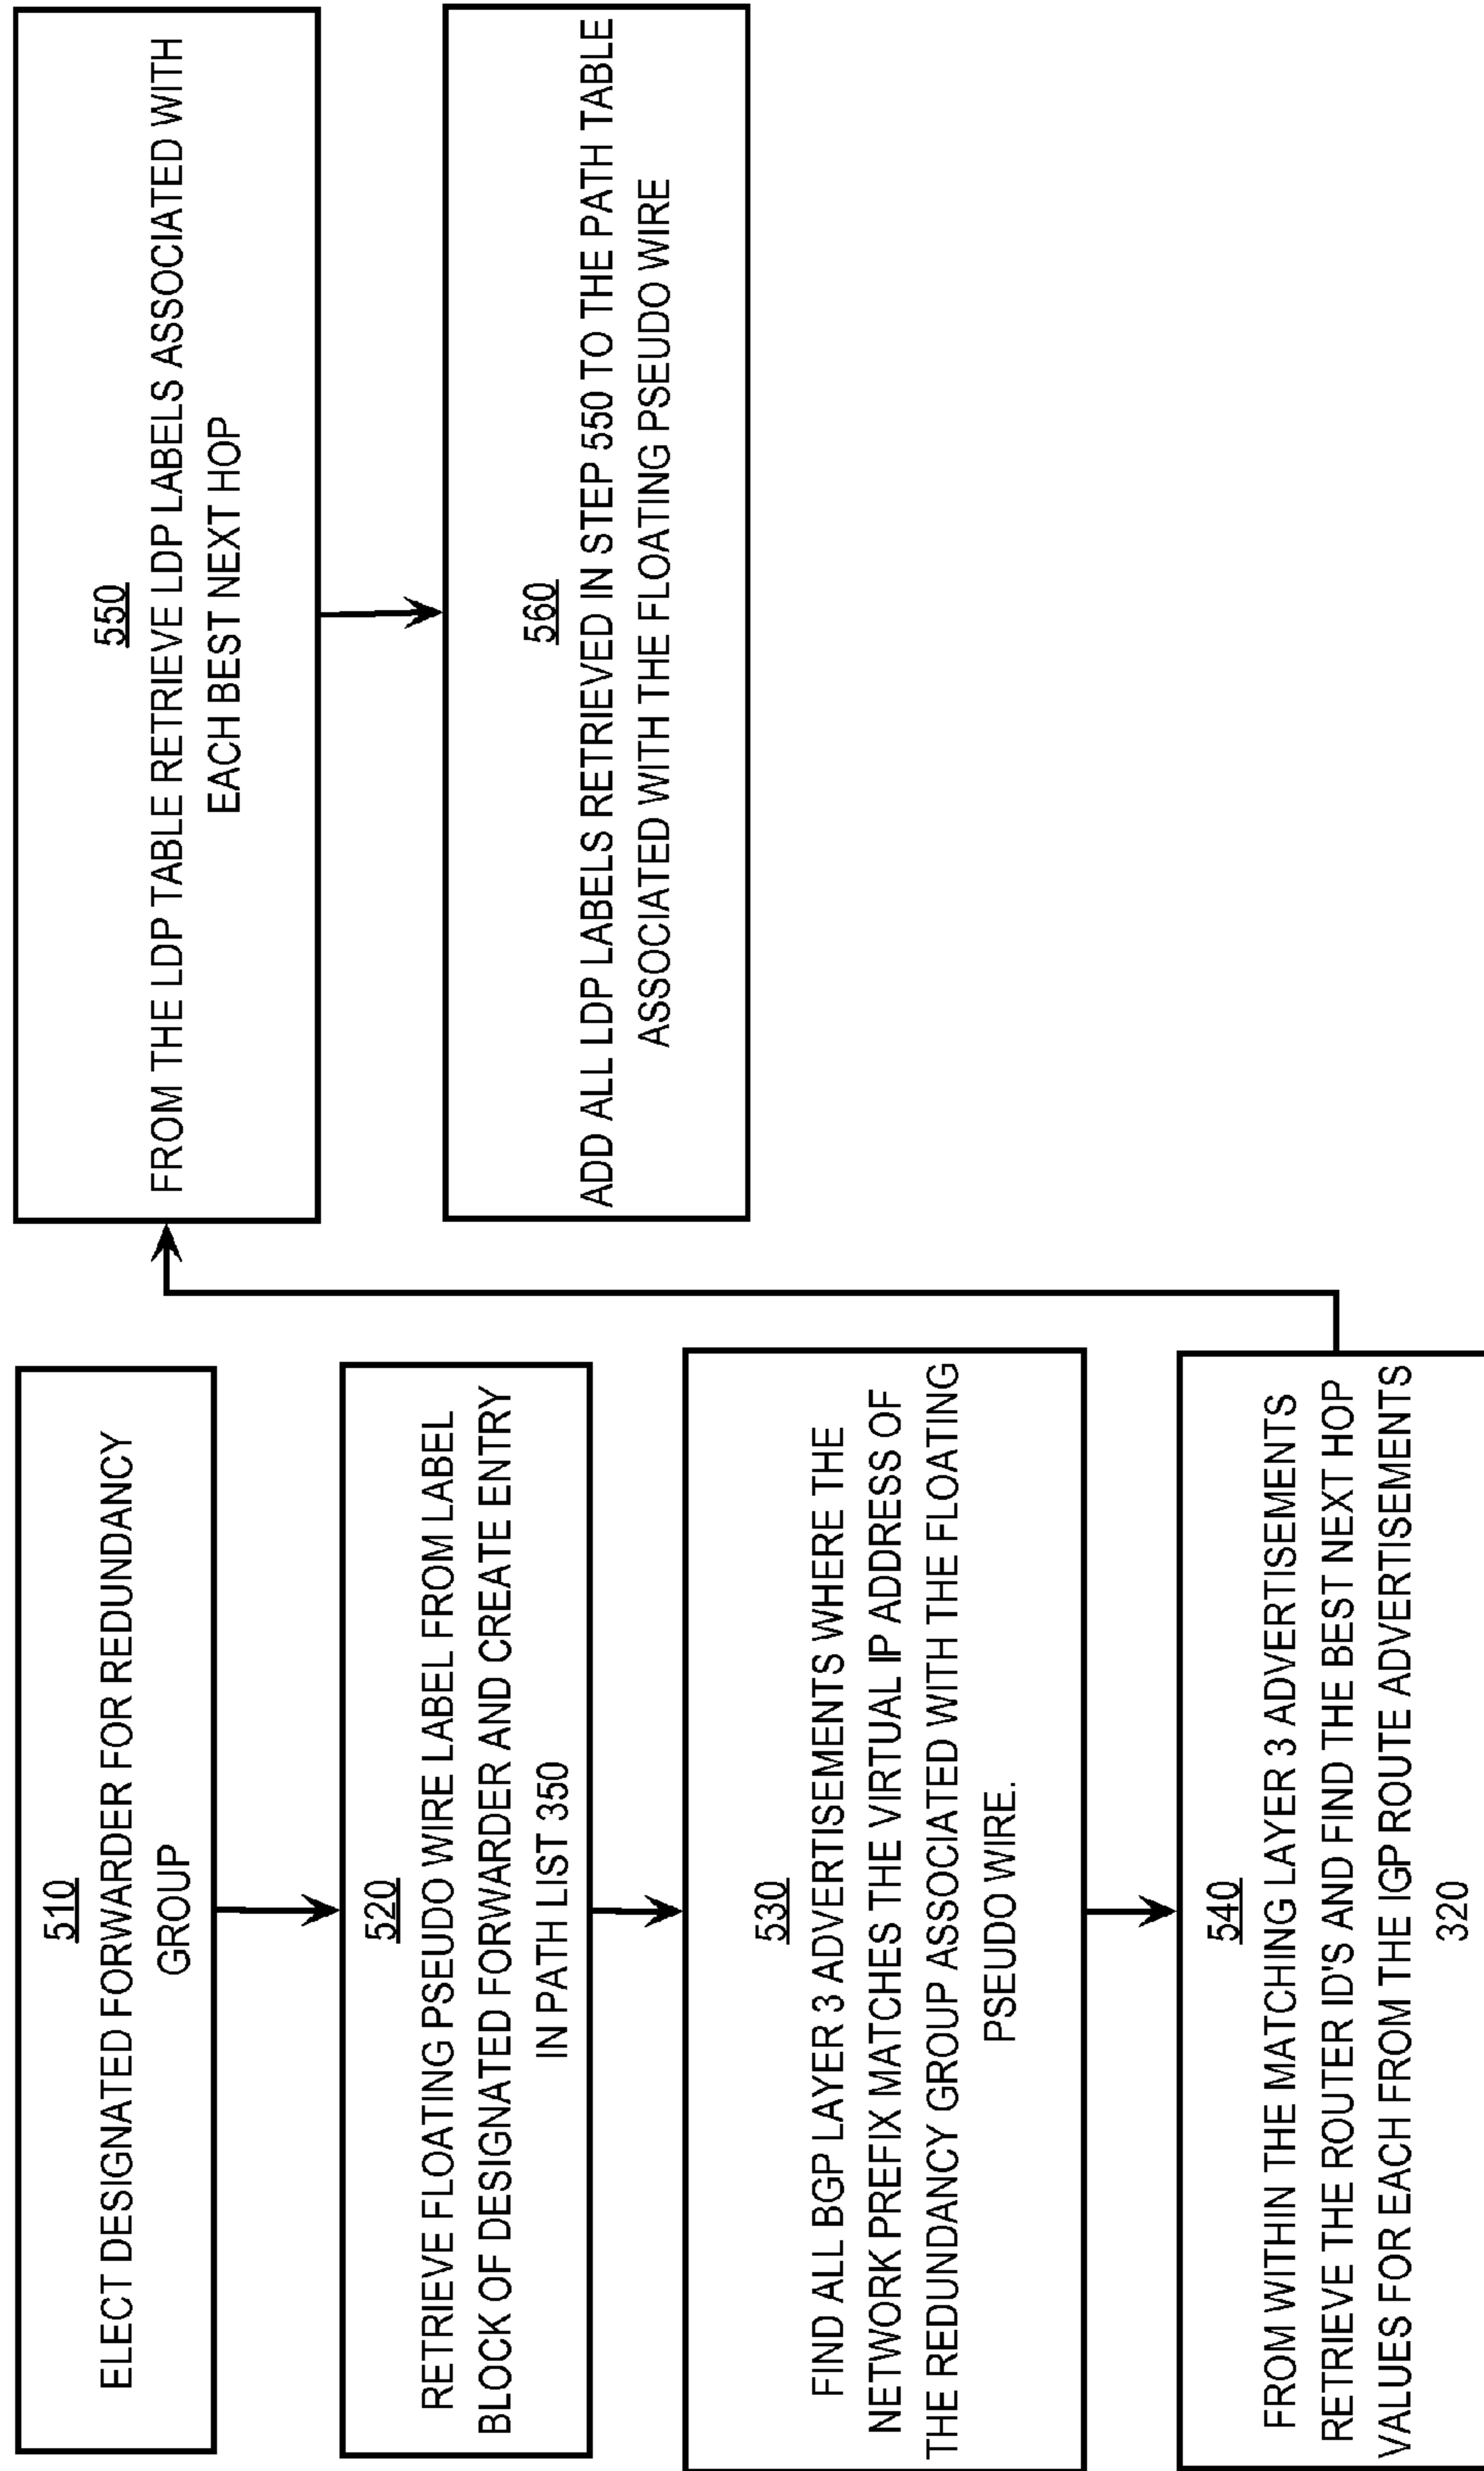 510
ELECT DESIGNATED FORWARDER FOR REDUNDANCY
GROUP
520
RETRIEVE FLOATING PSEUDO WIRE LABEL FROM LABEL
BLOCK OF DESIGNATED FORWARDER AND CREATE ENTRY
IN PATH LIST 350
530
FIND ALL BGP LAYER 3 ADVERTISEMENTS WHERE THE
NETWORK PREFIX MATCHES THE VIRTUAL IP ADDRESS OF
THE REDUNDANCY GROUP ASSOCIATED WITH THE FLOATING
PSEUDO WIRE.
540
FROM WITHIN THE MATCHING LAYER 3 ADVERTISEMENTS
RETRIEVE THE ROUTER ID'S AND FIND THE BEST NEXT HOP
VALUES FOR EACH FROM THE IGP ROUTE ADVERTISEMENTS
320
550
FROM THE LDP TABLE RETRIEVE LDP LABELS ASSOCIATED WITH
EACH BEST NEXT HOP
560
ADD ALL LDP LABELS RETRIEVED IN STEP 550 TO THE PATH TABLE
ASSOCIATED WITH THE FLOATING PSEUDO WIRE